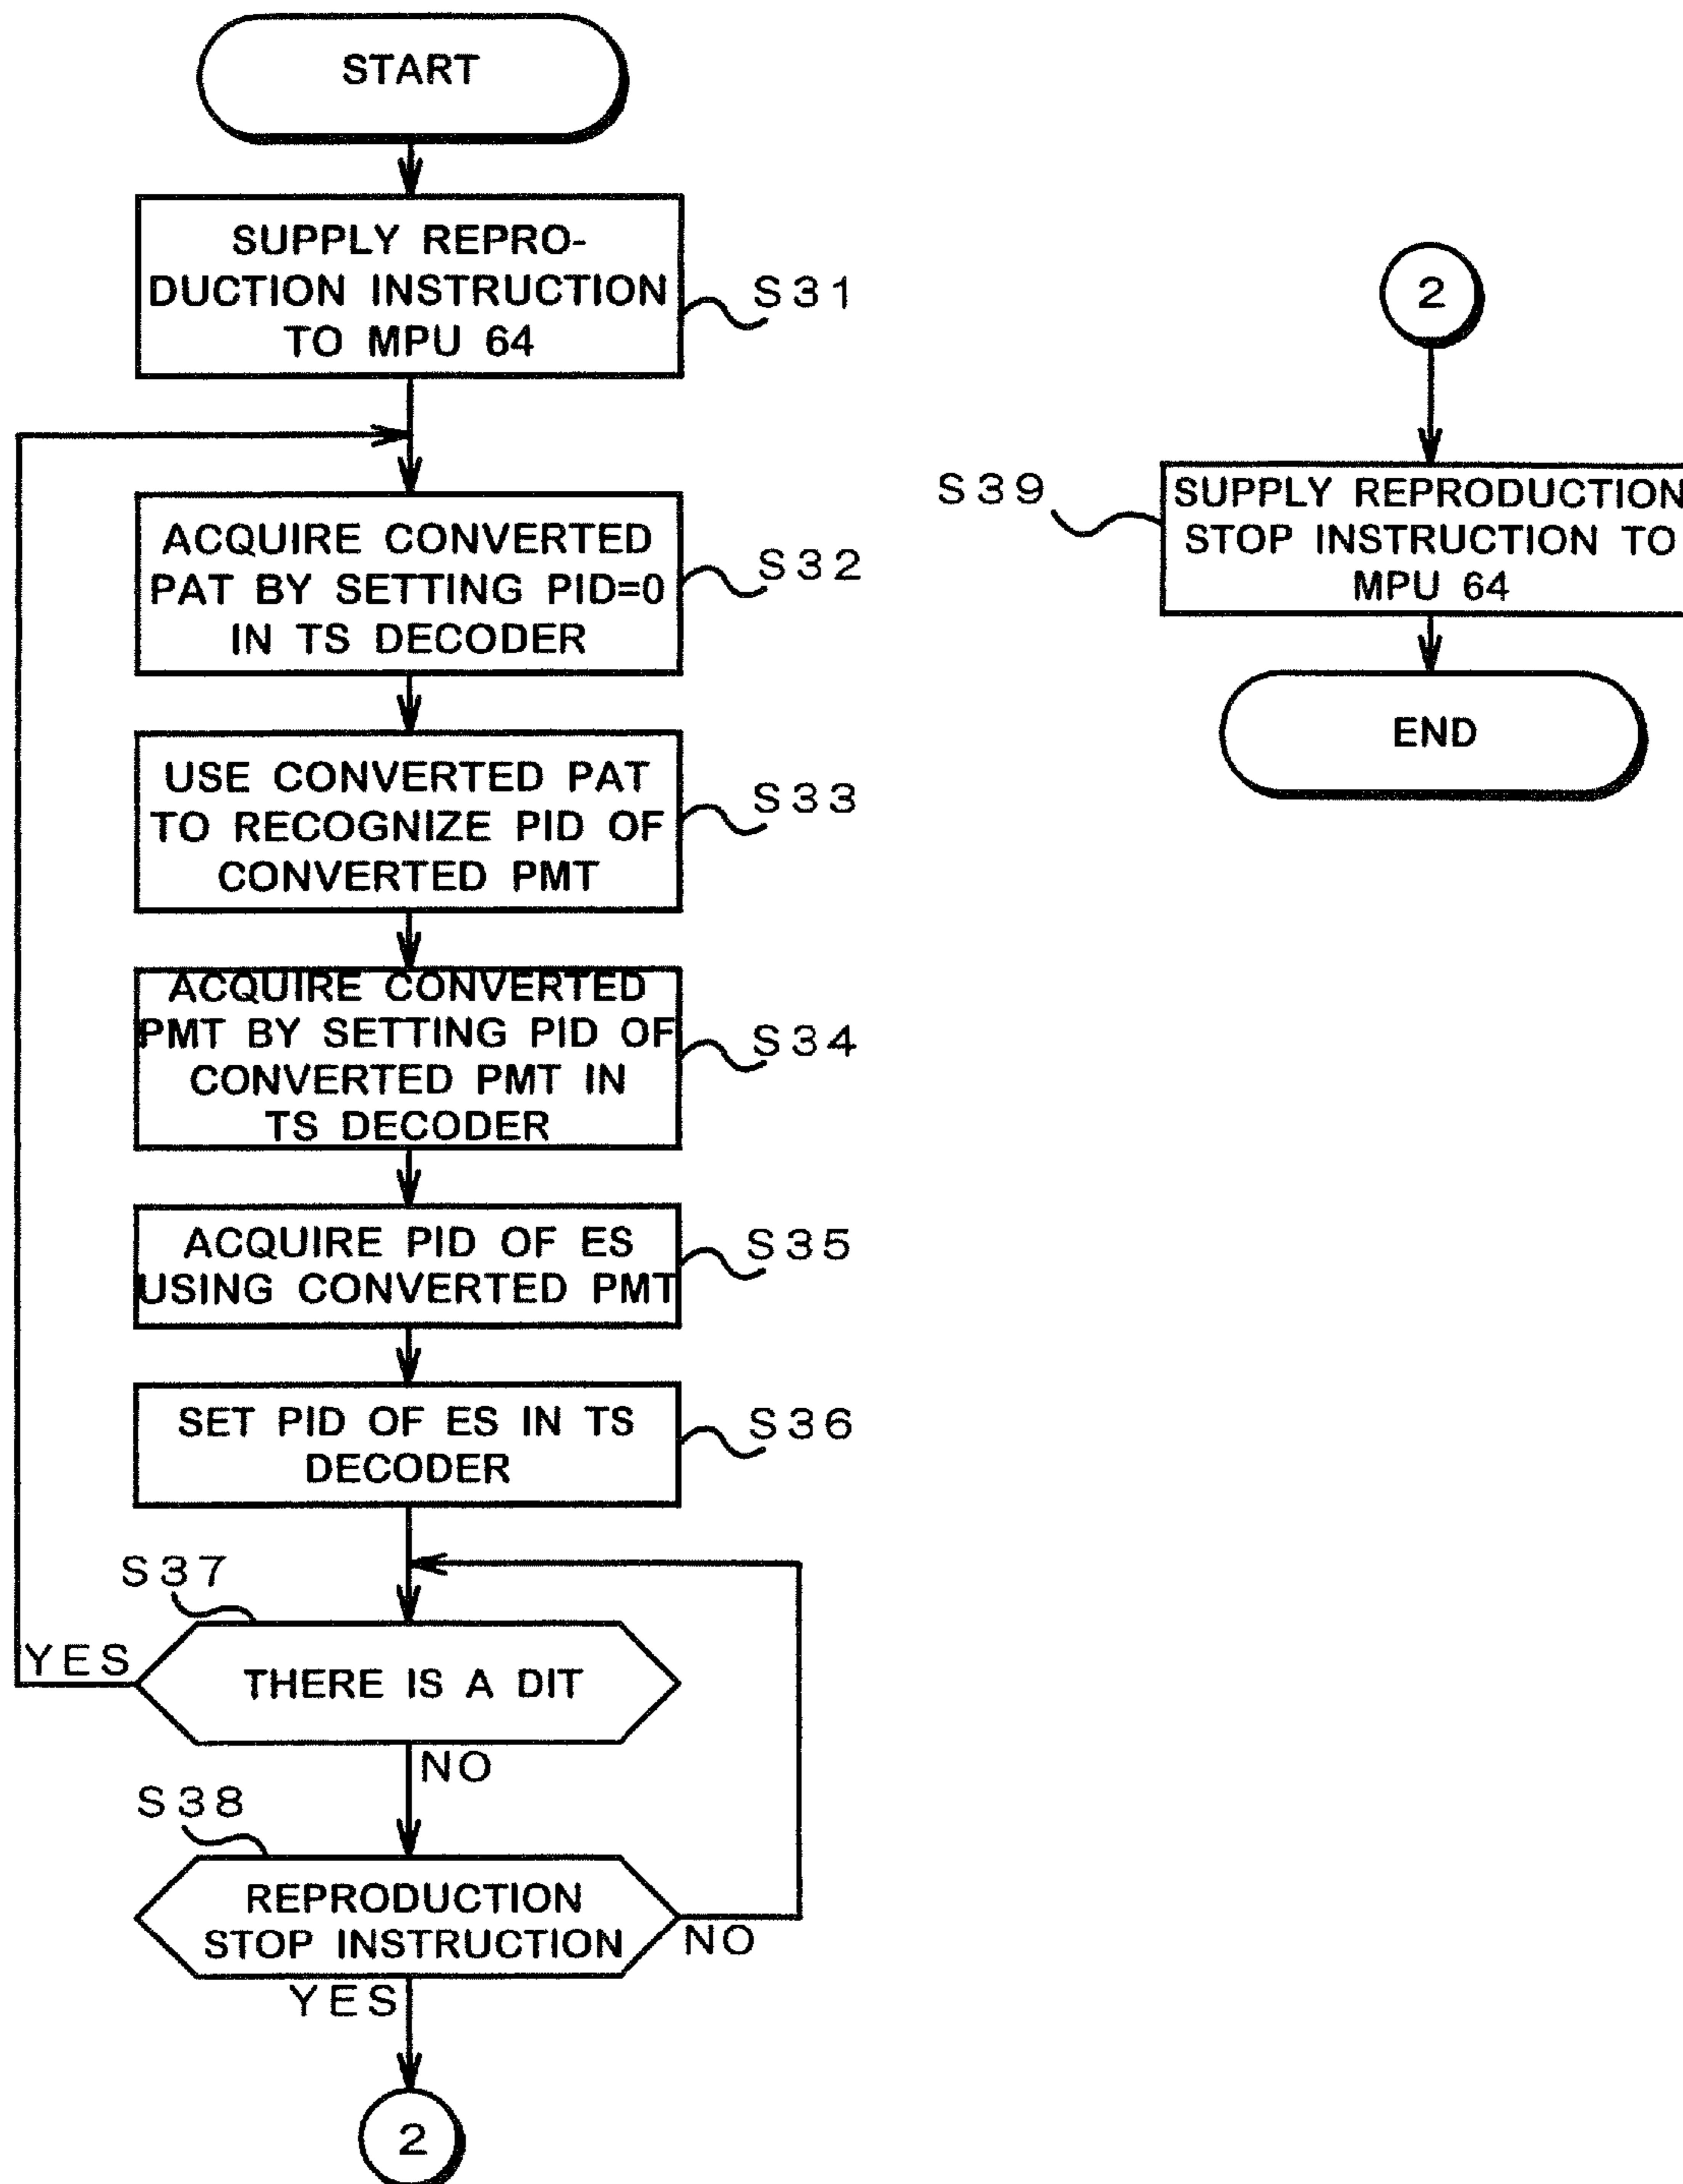 START
SUPPLY REPRO-
DUCTION INSTRUCTION
TO MPU 64
S31
ACQUIRE CONVERTED
PAT BY SETTING PID=0
IN TS DECODER
S32
USE CONVERTED PAT
TO RECOGNIZE PID OF
CONVERTED PMT
S33
ACQUIRE CONVERTED
PMT BY SETTING PID OF
CONVERTED PMT IN
TS DECODER
S34
ACQUIRE PID OF ES
USING CONVERTED PMT
S35
SET PID OF ES IN TS
DECODER
S36
S37
YES
THERE IS A DIT
NO
S38
REPRODUCTION
STOP INSTRUCTION
NO
YES
2
2
S39
SUPPLY REPRODUCTION
STOP INSTRUCTION TO
MPU 64
END